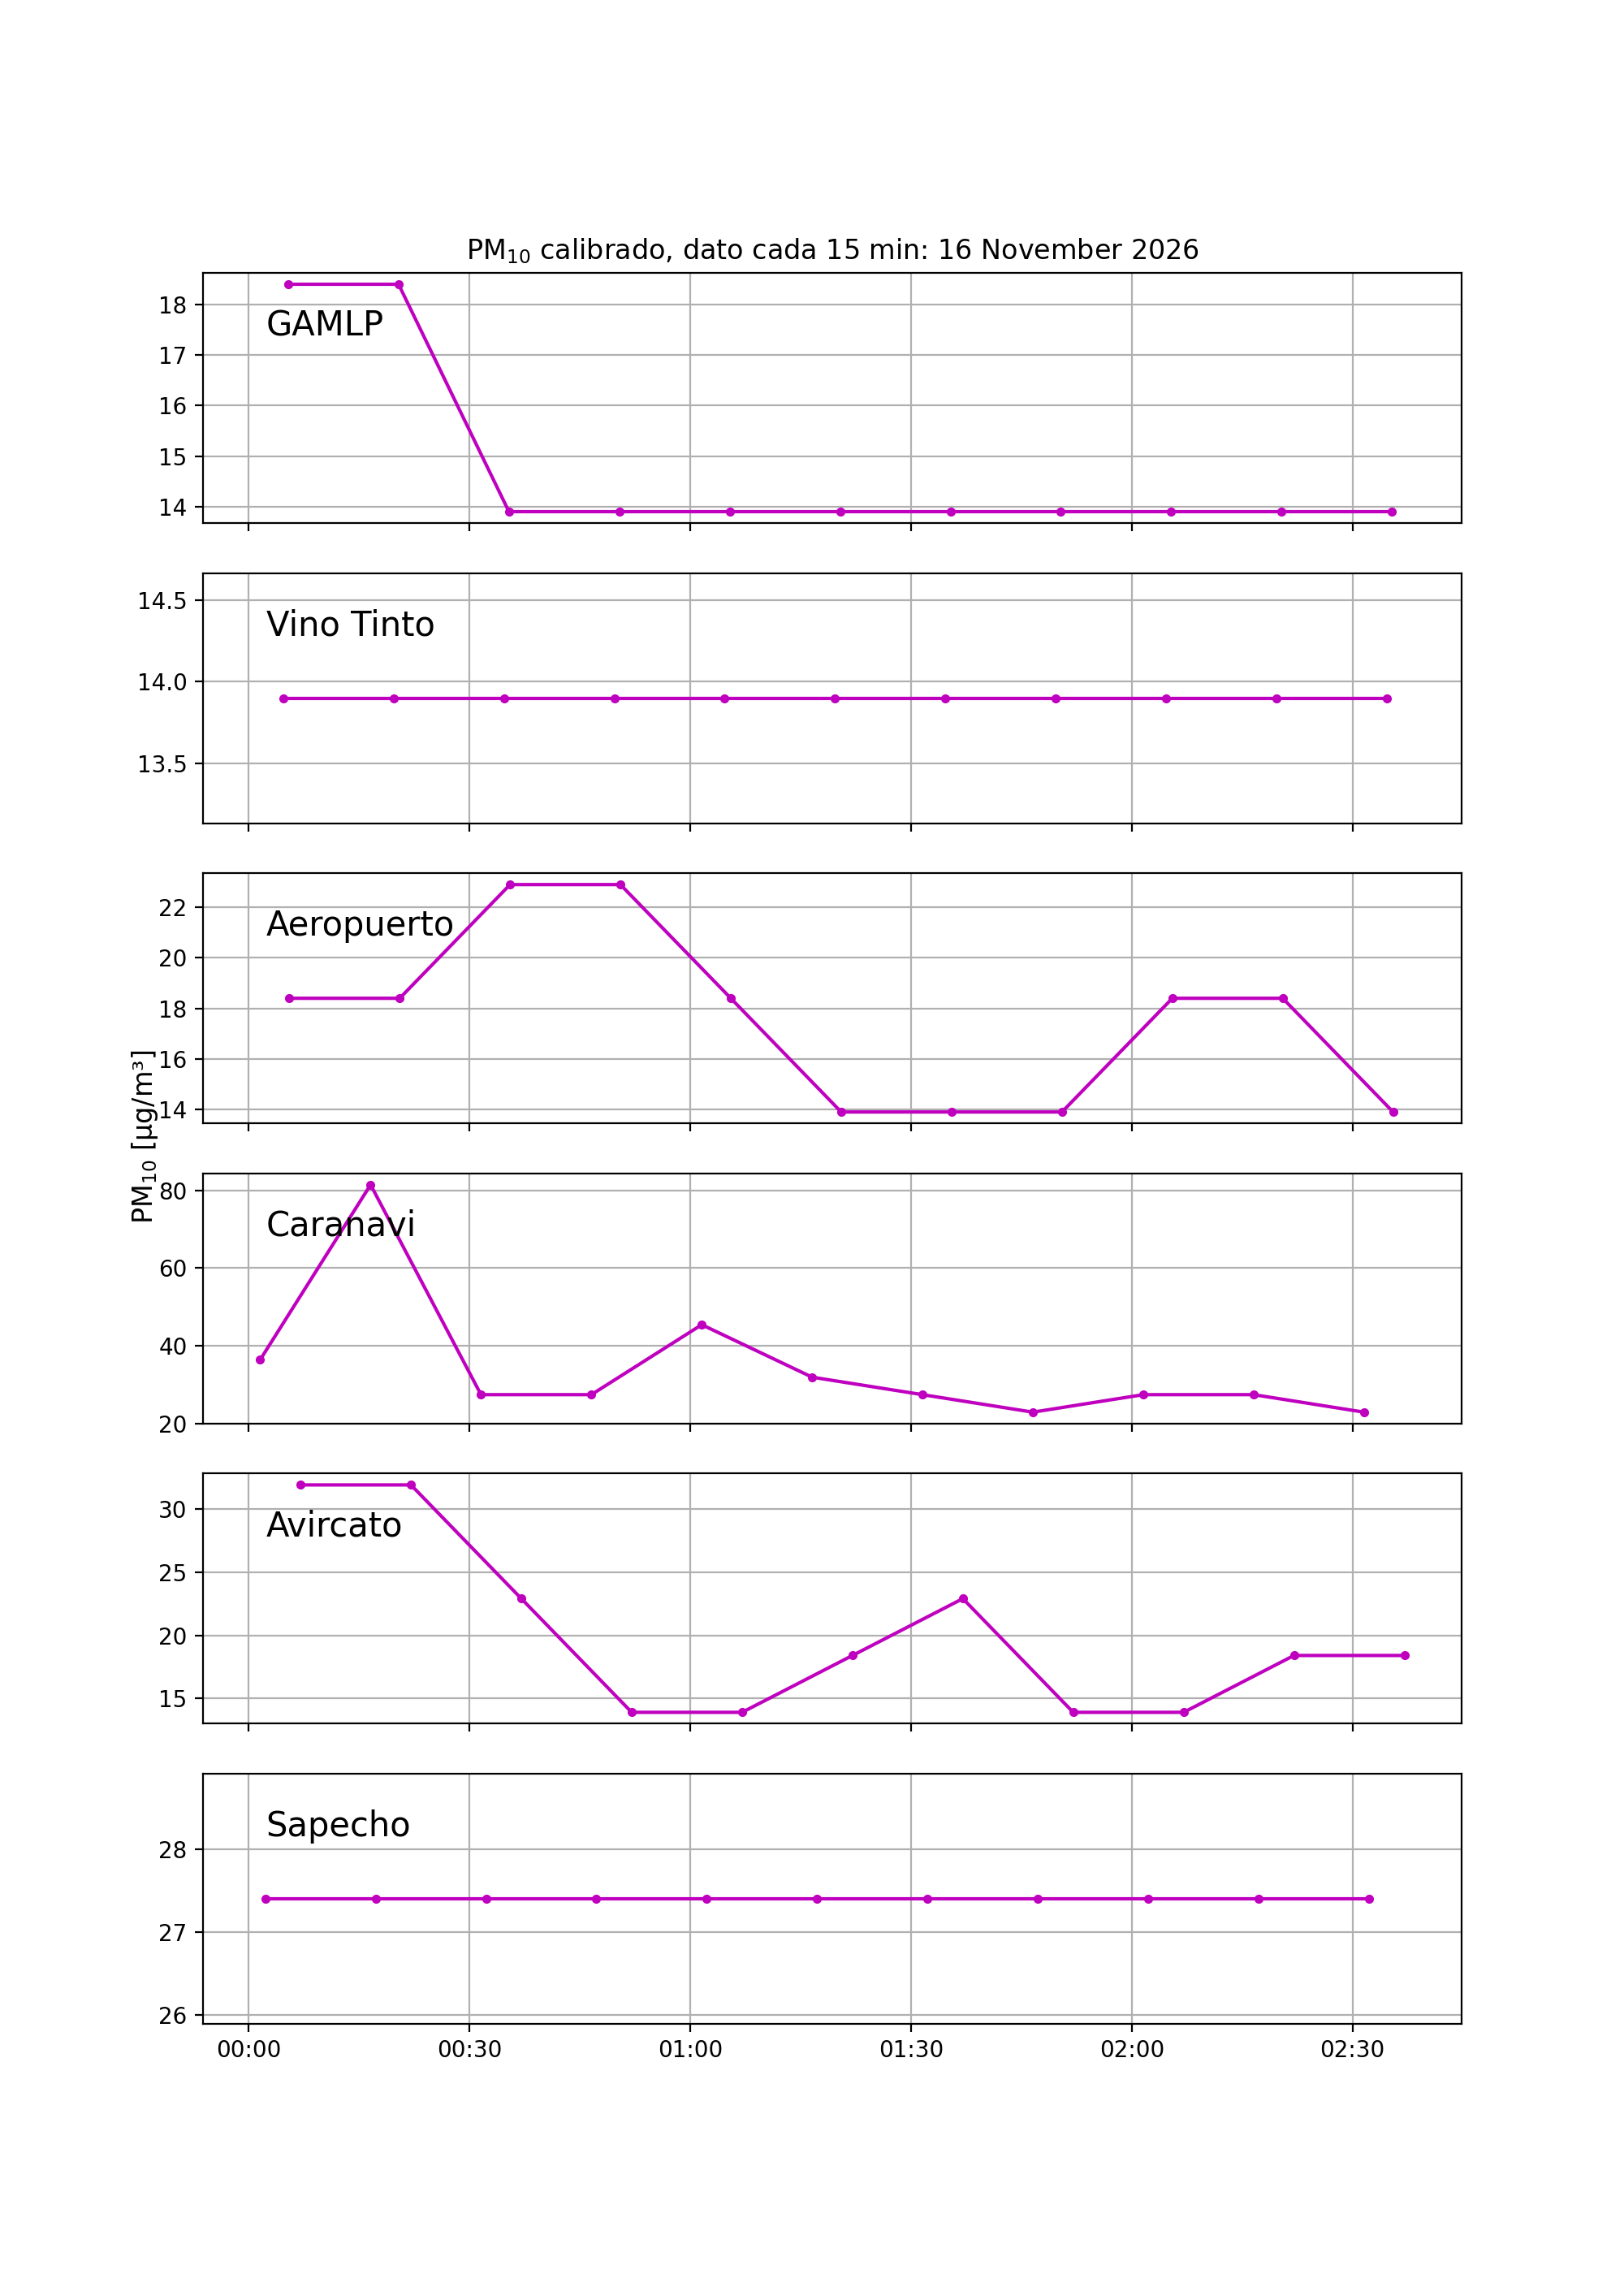 PM₁₀ calibrado, dato cada 15 min: 16 November 2026
18
GAMLP
17
16
15
14
14.5
Vino Tinto
14.0
13.5
22
Aeropuerto
20
18
16
14
PM₁₀ [µg/m³]
80
Caranavi
60
40
20
30
Avircato
25
20
15
Sapecho
28
27
26
00:00 00:30 01:00 01:30 02:00 02:30